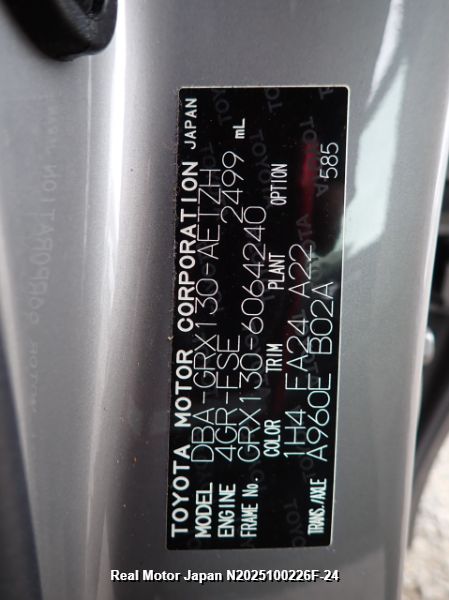 TOYOTA MOTOR CORPORATION JAPAN
MODEL DBA-GRX130-AETZH
ENGINE 4GR-FSE 2499 mL
FRAME No. GRX130-6064240
COLOR TRIM PLANT OPTION
1H4 FA24 A22 585
TRANS./AXLE A960E B02A
Real Motor Japan N2025100226F-24